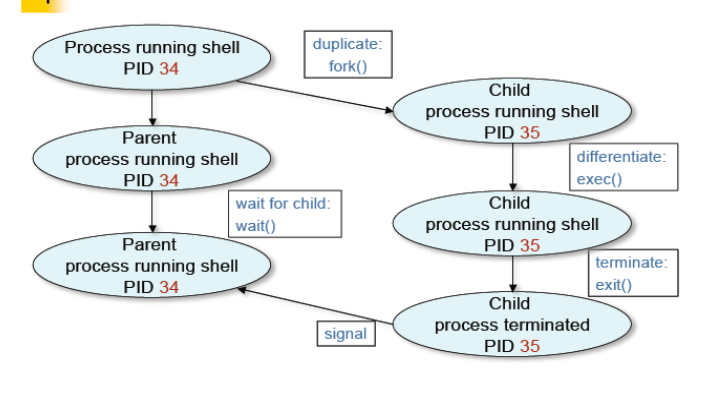 Process running shell
PID 34
duplicate:
fork()
Child
process running shell
PID 35
Parent
process running shell
PID 34
differentiate:
exec()
wait for child:
wait()
Child
process running shell
PID 35
Parent
process running shell
PID 34
terminate:
exit()
Child
process terminated
PID 35
signal